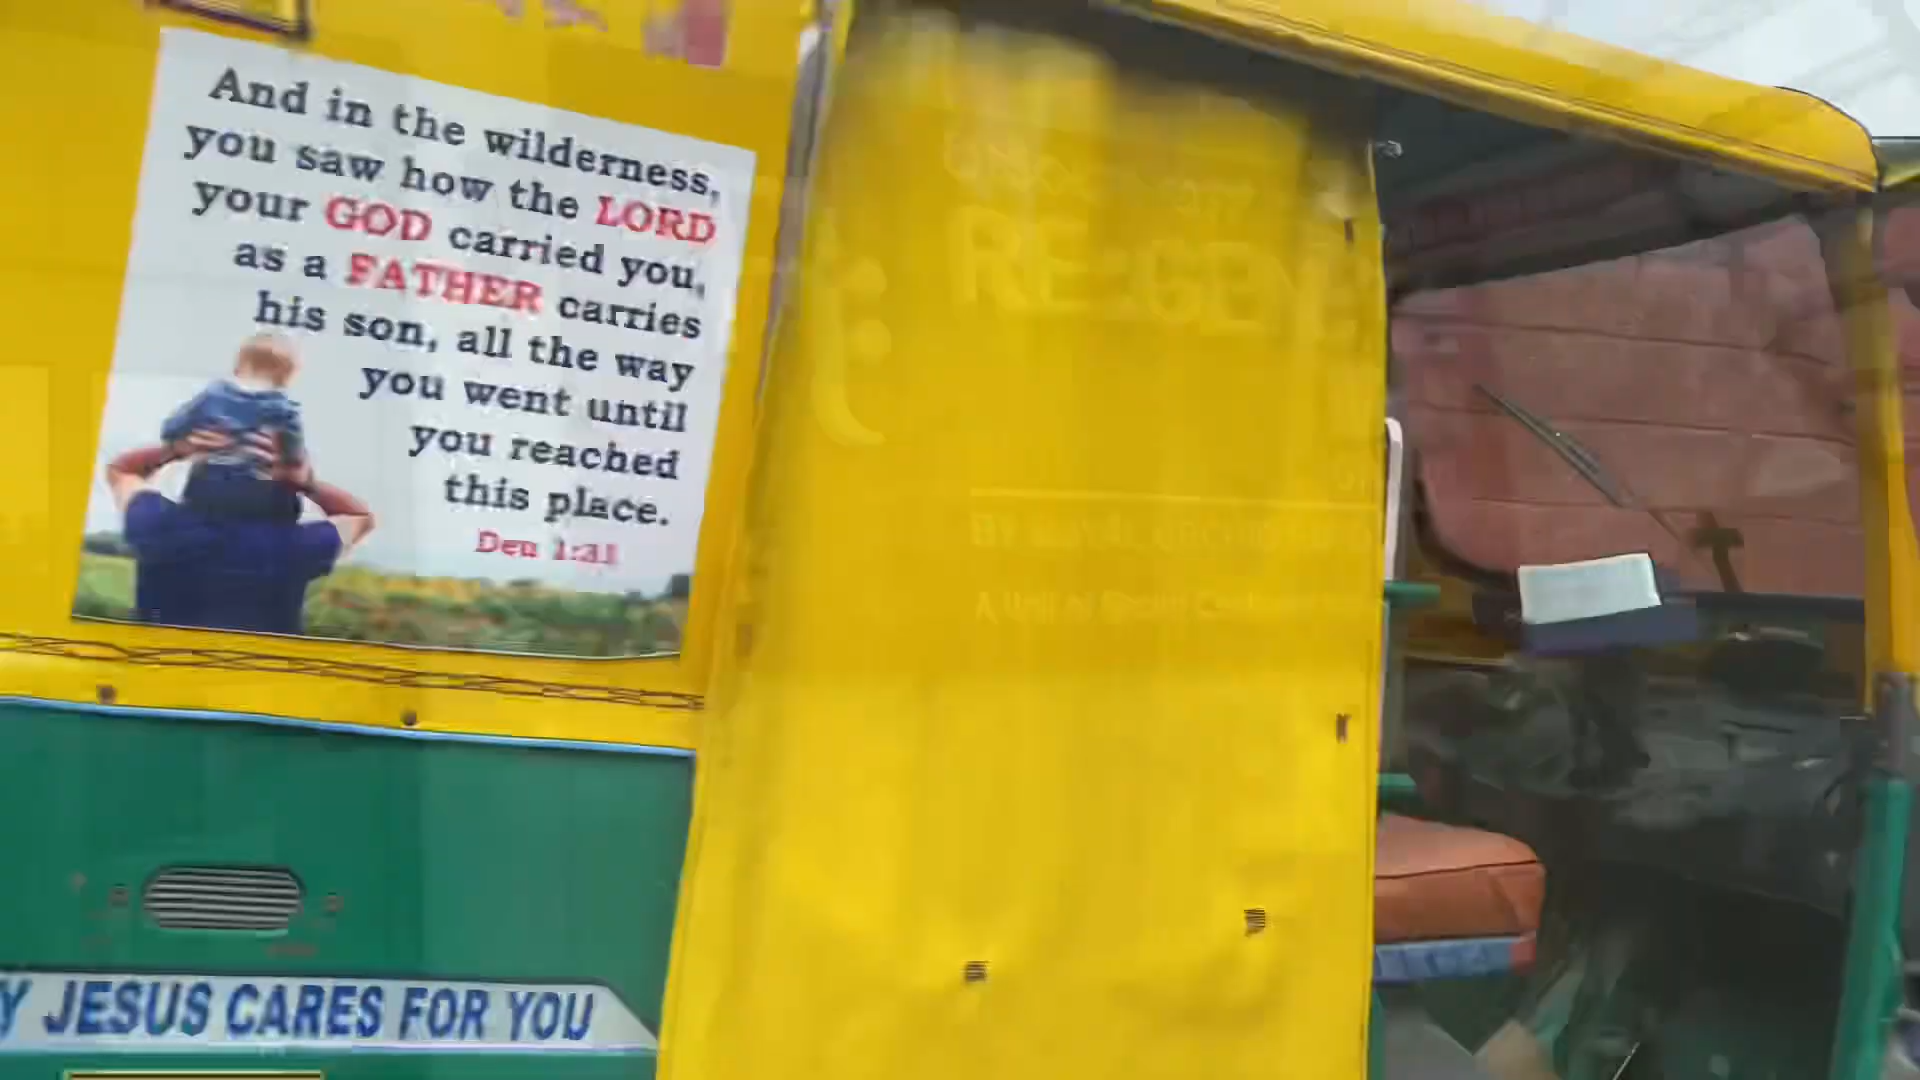 And in the wilderness,
you saw how the LORD
your GOD carried you,
as a FATHER carries
his son, all the way
you went until
you reached
this place.
Deu 1:31
Y JESUS CARES FOR YOU